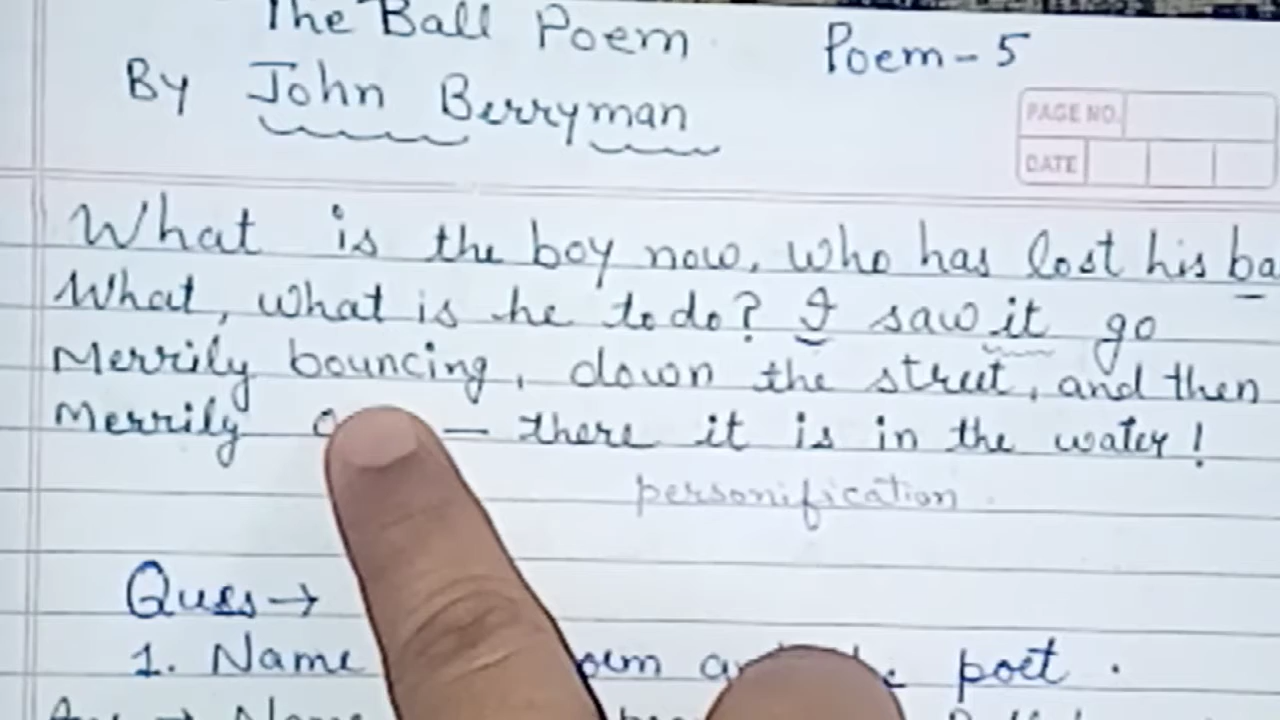 The Ball Poem Poem-5
By John Berryman
PAGE NO.
DATE
What is the boy now, who has lost his ba
What, what is he to do? I saw it go
Merrily bouncing, down the street, and then
Merrily — there it is in the water!
personification
Ques →
1. Name the poet.